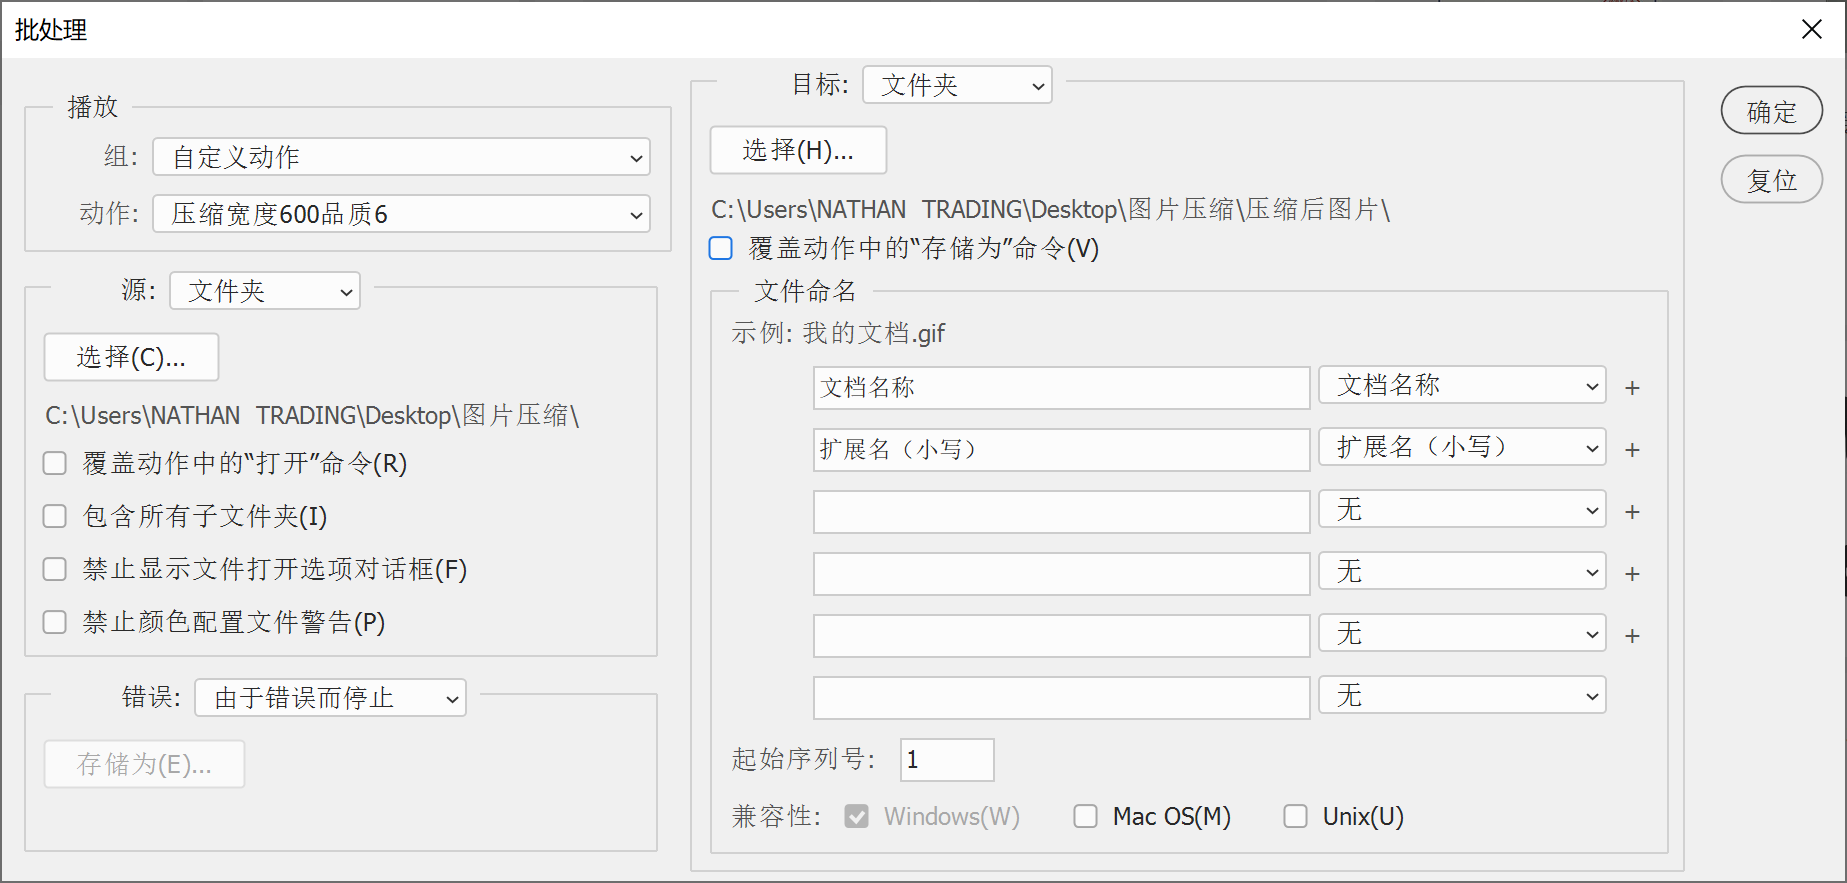 批处理
播放
组: 自定义动作
动作: 压缩宽度600品质6
源: 文件夹
选择(C)...
C:\Users\NATHAN TRADING\Desktop\图片压缩\
覆盖动作中的“打开”命令(R)
包含所有子文件夹(I)
禁止显示文件打开选项对话框(F)
禁止颜色配置文件警告(P)
错误: 由于错误而停止
存储为(E)...
目标: 文件夹
选择(H)...
C:\Users\NATHAN TRADING\Desktop\图片压缩\压缩后图片\
覆盖动作中的“存储为”命令(V)
文件命名
示例: 我的文档.gif
文档名称 文档名称 +
扩展名（小写） 扩展名（小写） +
无 +
无 +
无 +
无
起始序列号: 1
兼容性: Windows(W) Mac OS(M) Unix(U)
确定
复位